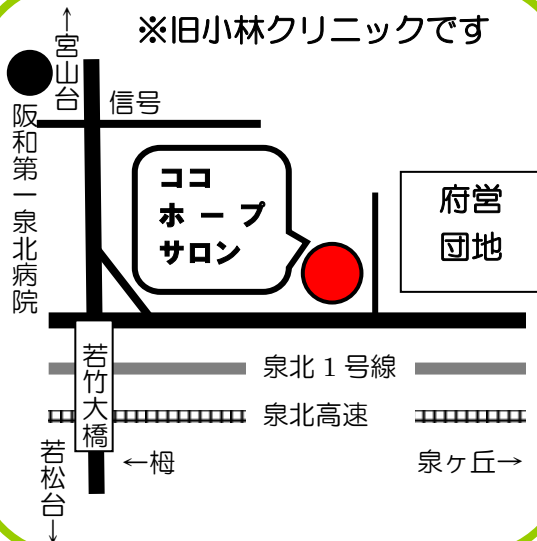 ※旧小林クリニックです
↑宮山台
信号
阪和第一泉北病院
ココ
ホープ
サロン
府営
団地
若竹大橋
泉北1号線
泉北高速
若松台↓
←栂
泉ヶ丘→